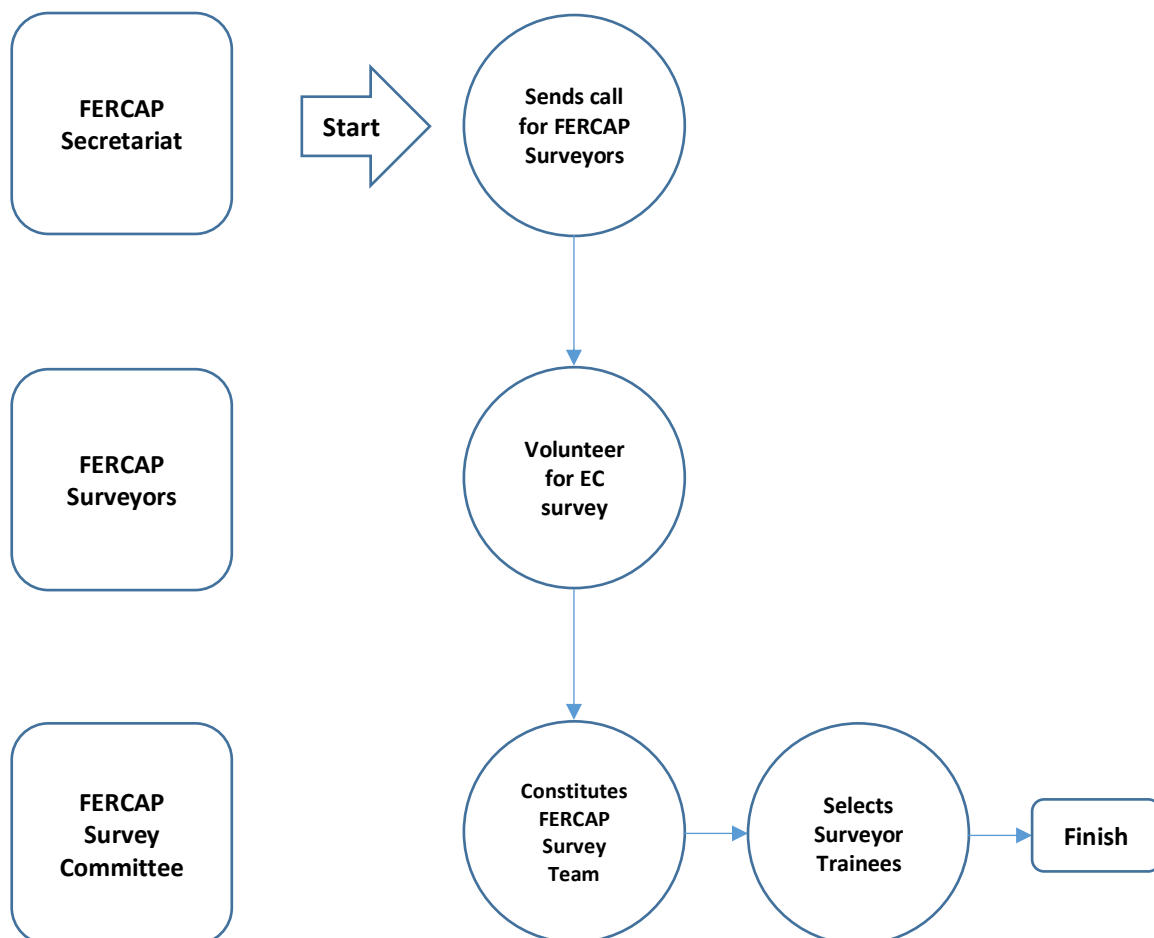 FERCAP
Secretariat
Start
Sends call
for FERCAP
Surveyors
FERCAP
Surveyors
Volunteer
for EC
survey
FERCAP
Survey
Committee
Constitutes
FERCAP
Survey
Team
Selects
Surveyor
Trainees
Finish